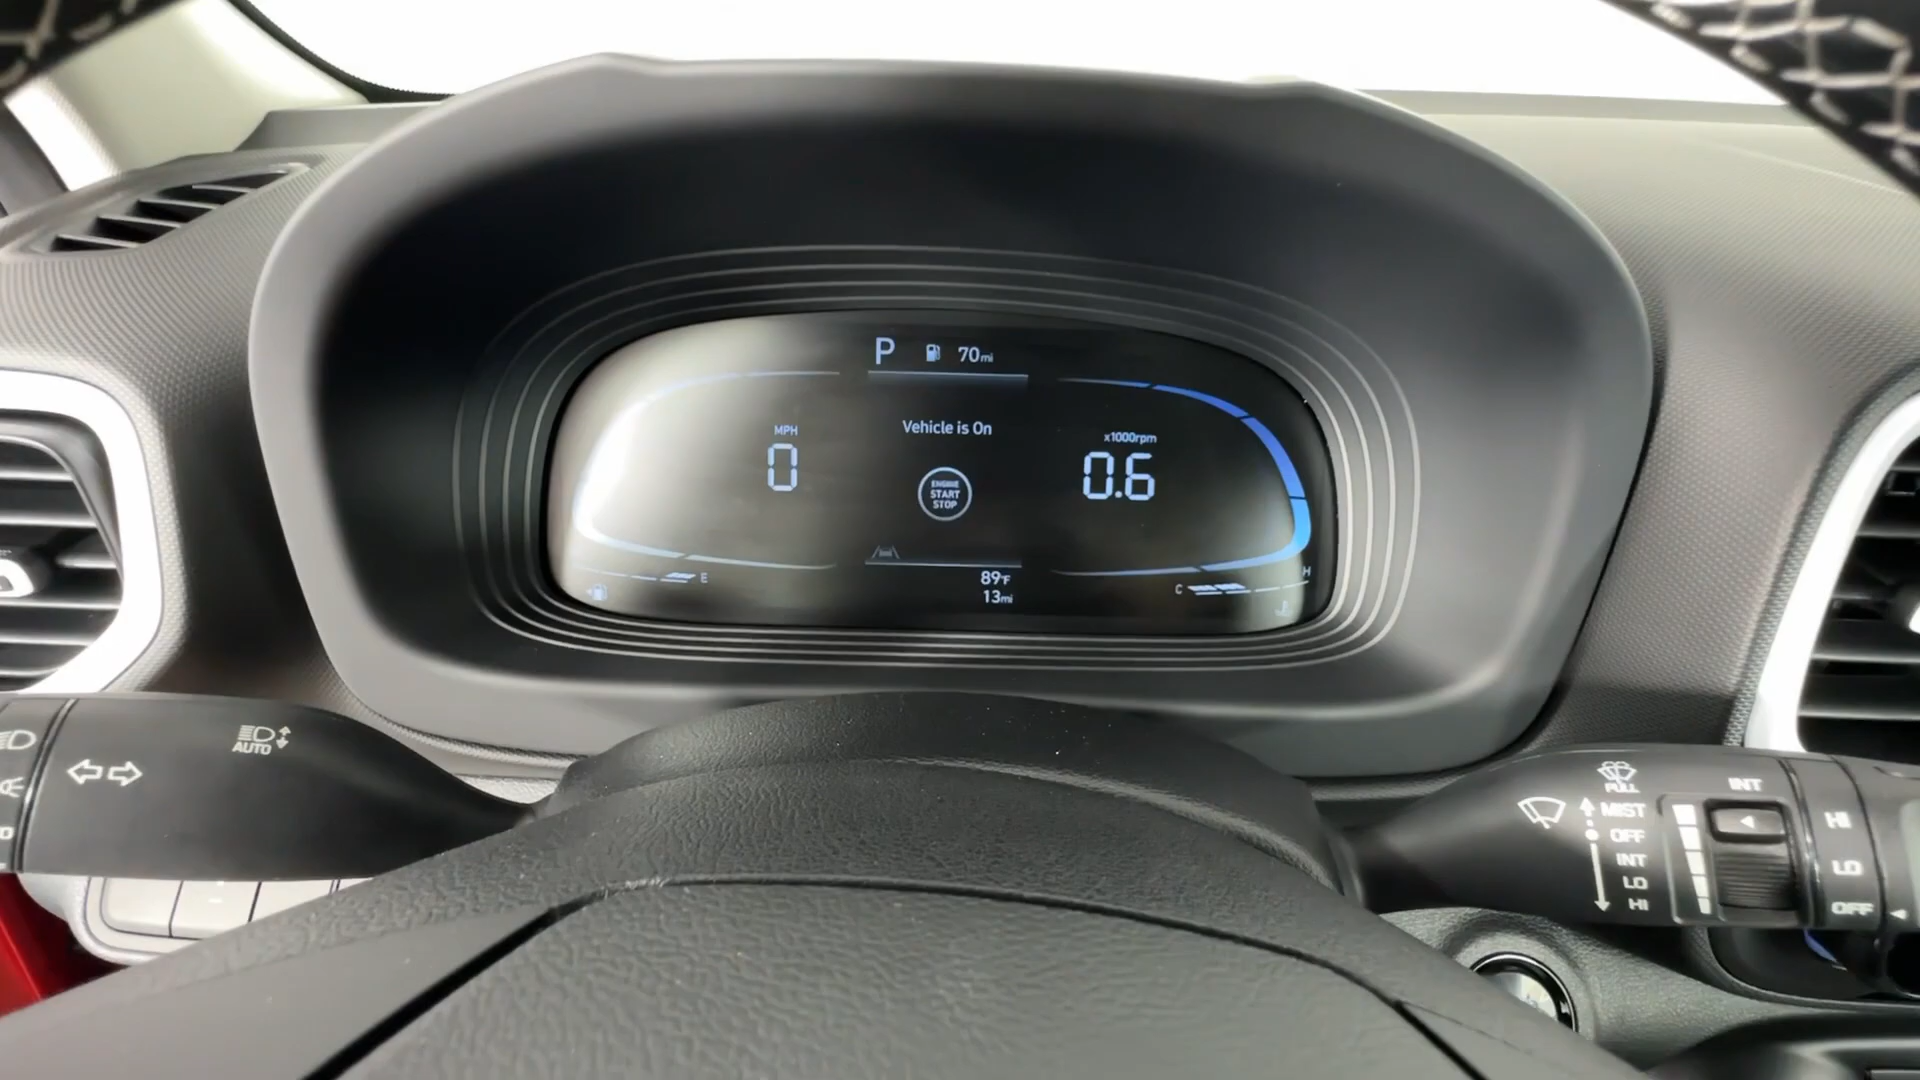 P 70mi
Vehicle is On
MPH
0
x1000rpm
0.6
ENGINE
START
STOP
E
C H
89°F
13mi
AUTO
PULL
MIST
OFF
INT
LO
HI
INT
HI
LO
OFF